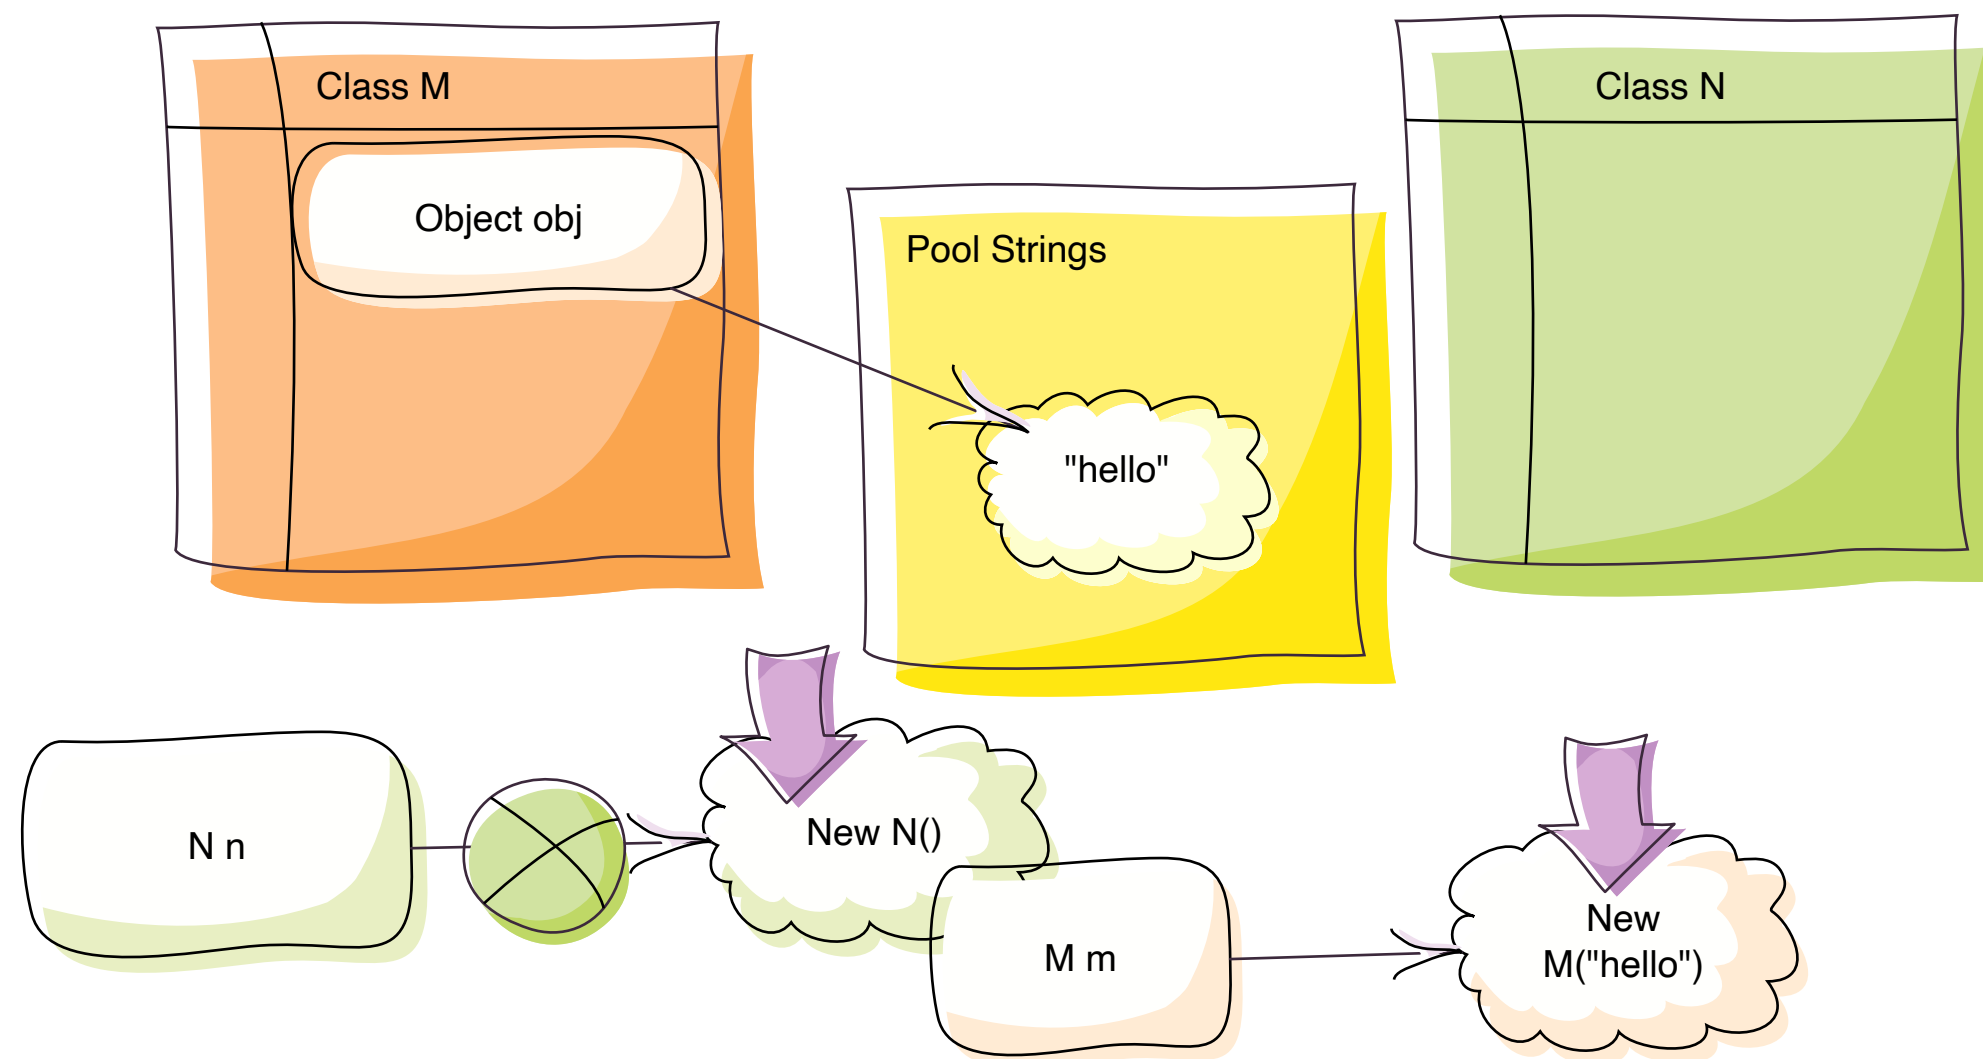 Class M
Class N
Object obj
Pool Strings
"hello"
N n
New N()
M m
New
M("hello")